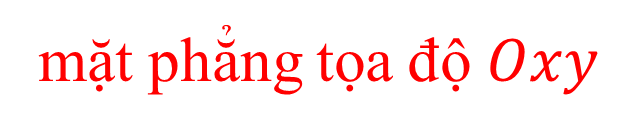 mặt phẳng tọa độ Oxy